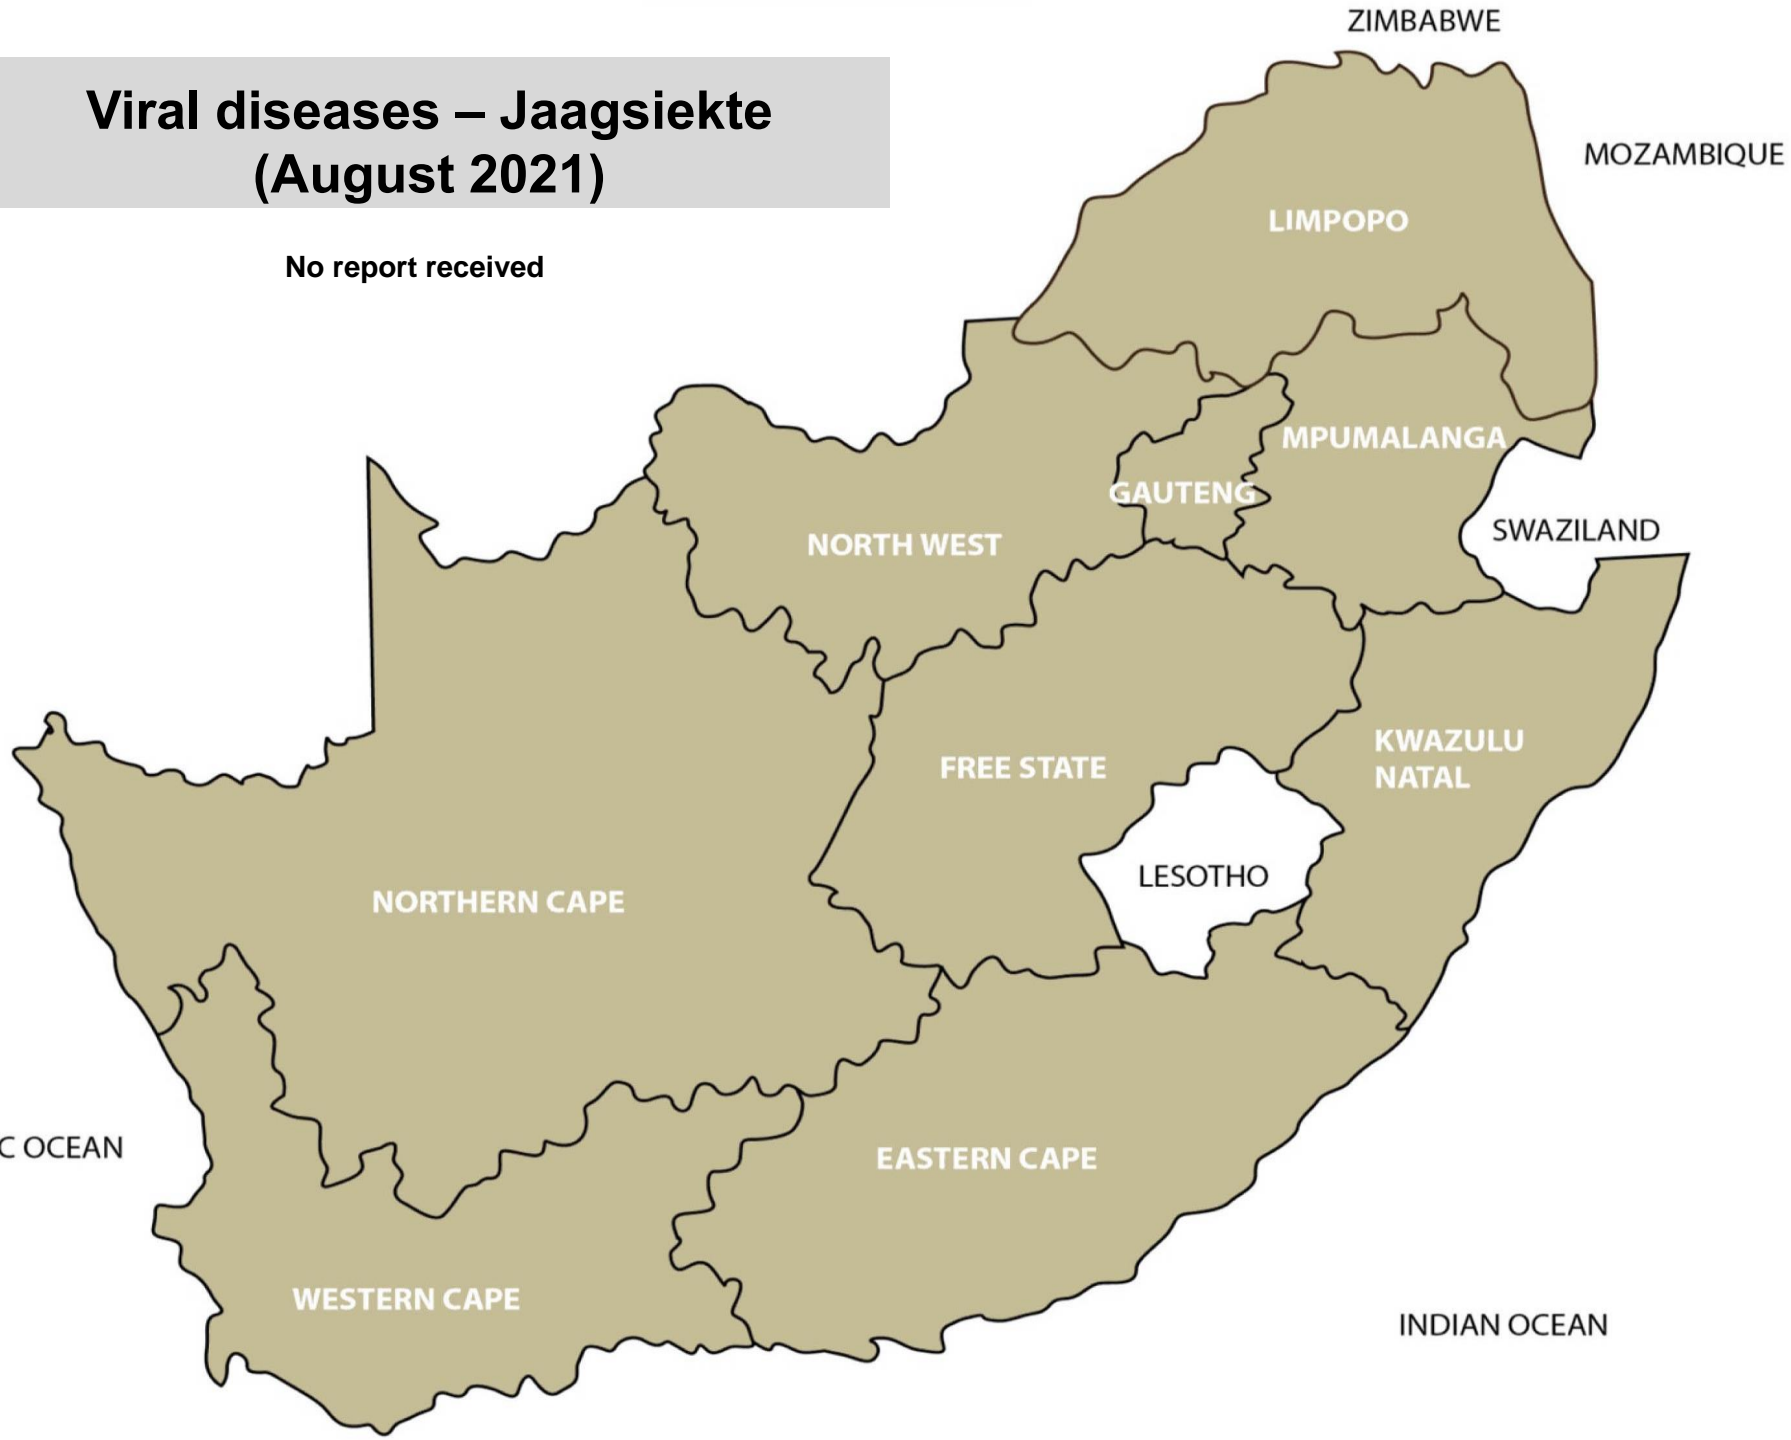 ZIMBABWE
Viral diseases – Jaagsiekte
(August 2021)
MOZAMBIQUE
LIMPOPO
No report received
MPUMALANGA
GAUTENG
SWAZILAND
NORTH WEST
KWAZULU
NATAL
FREE STATE
LESOTHO
NORTHERN CAPE
C OCEAN
EASTERN CAPE
WESTERN CAPE
INDIAN OCEAN